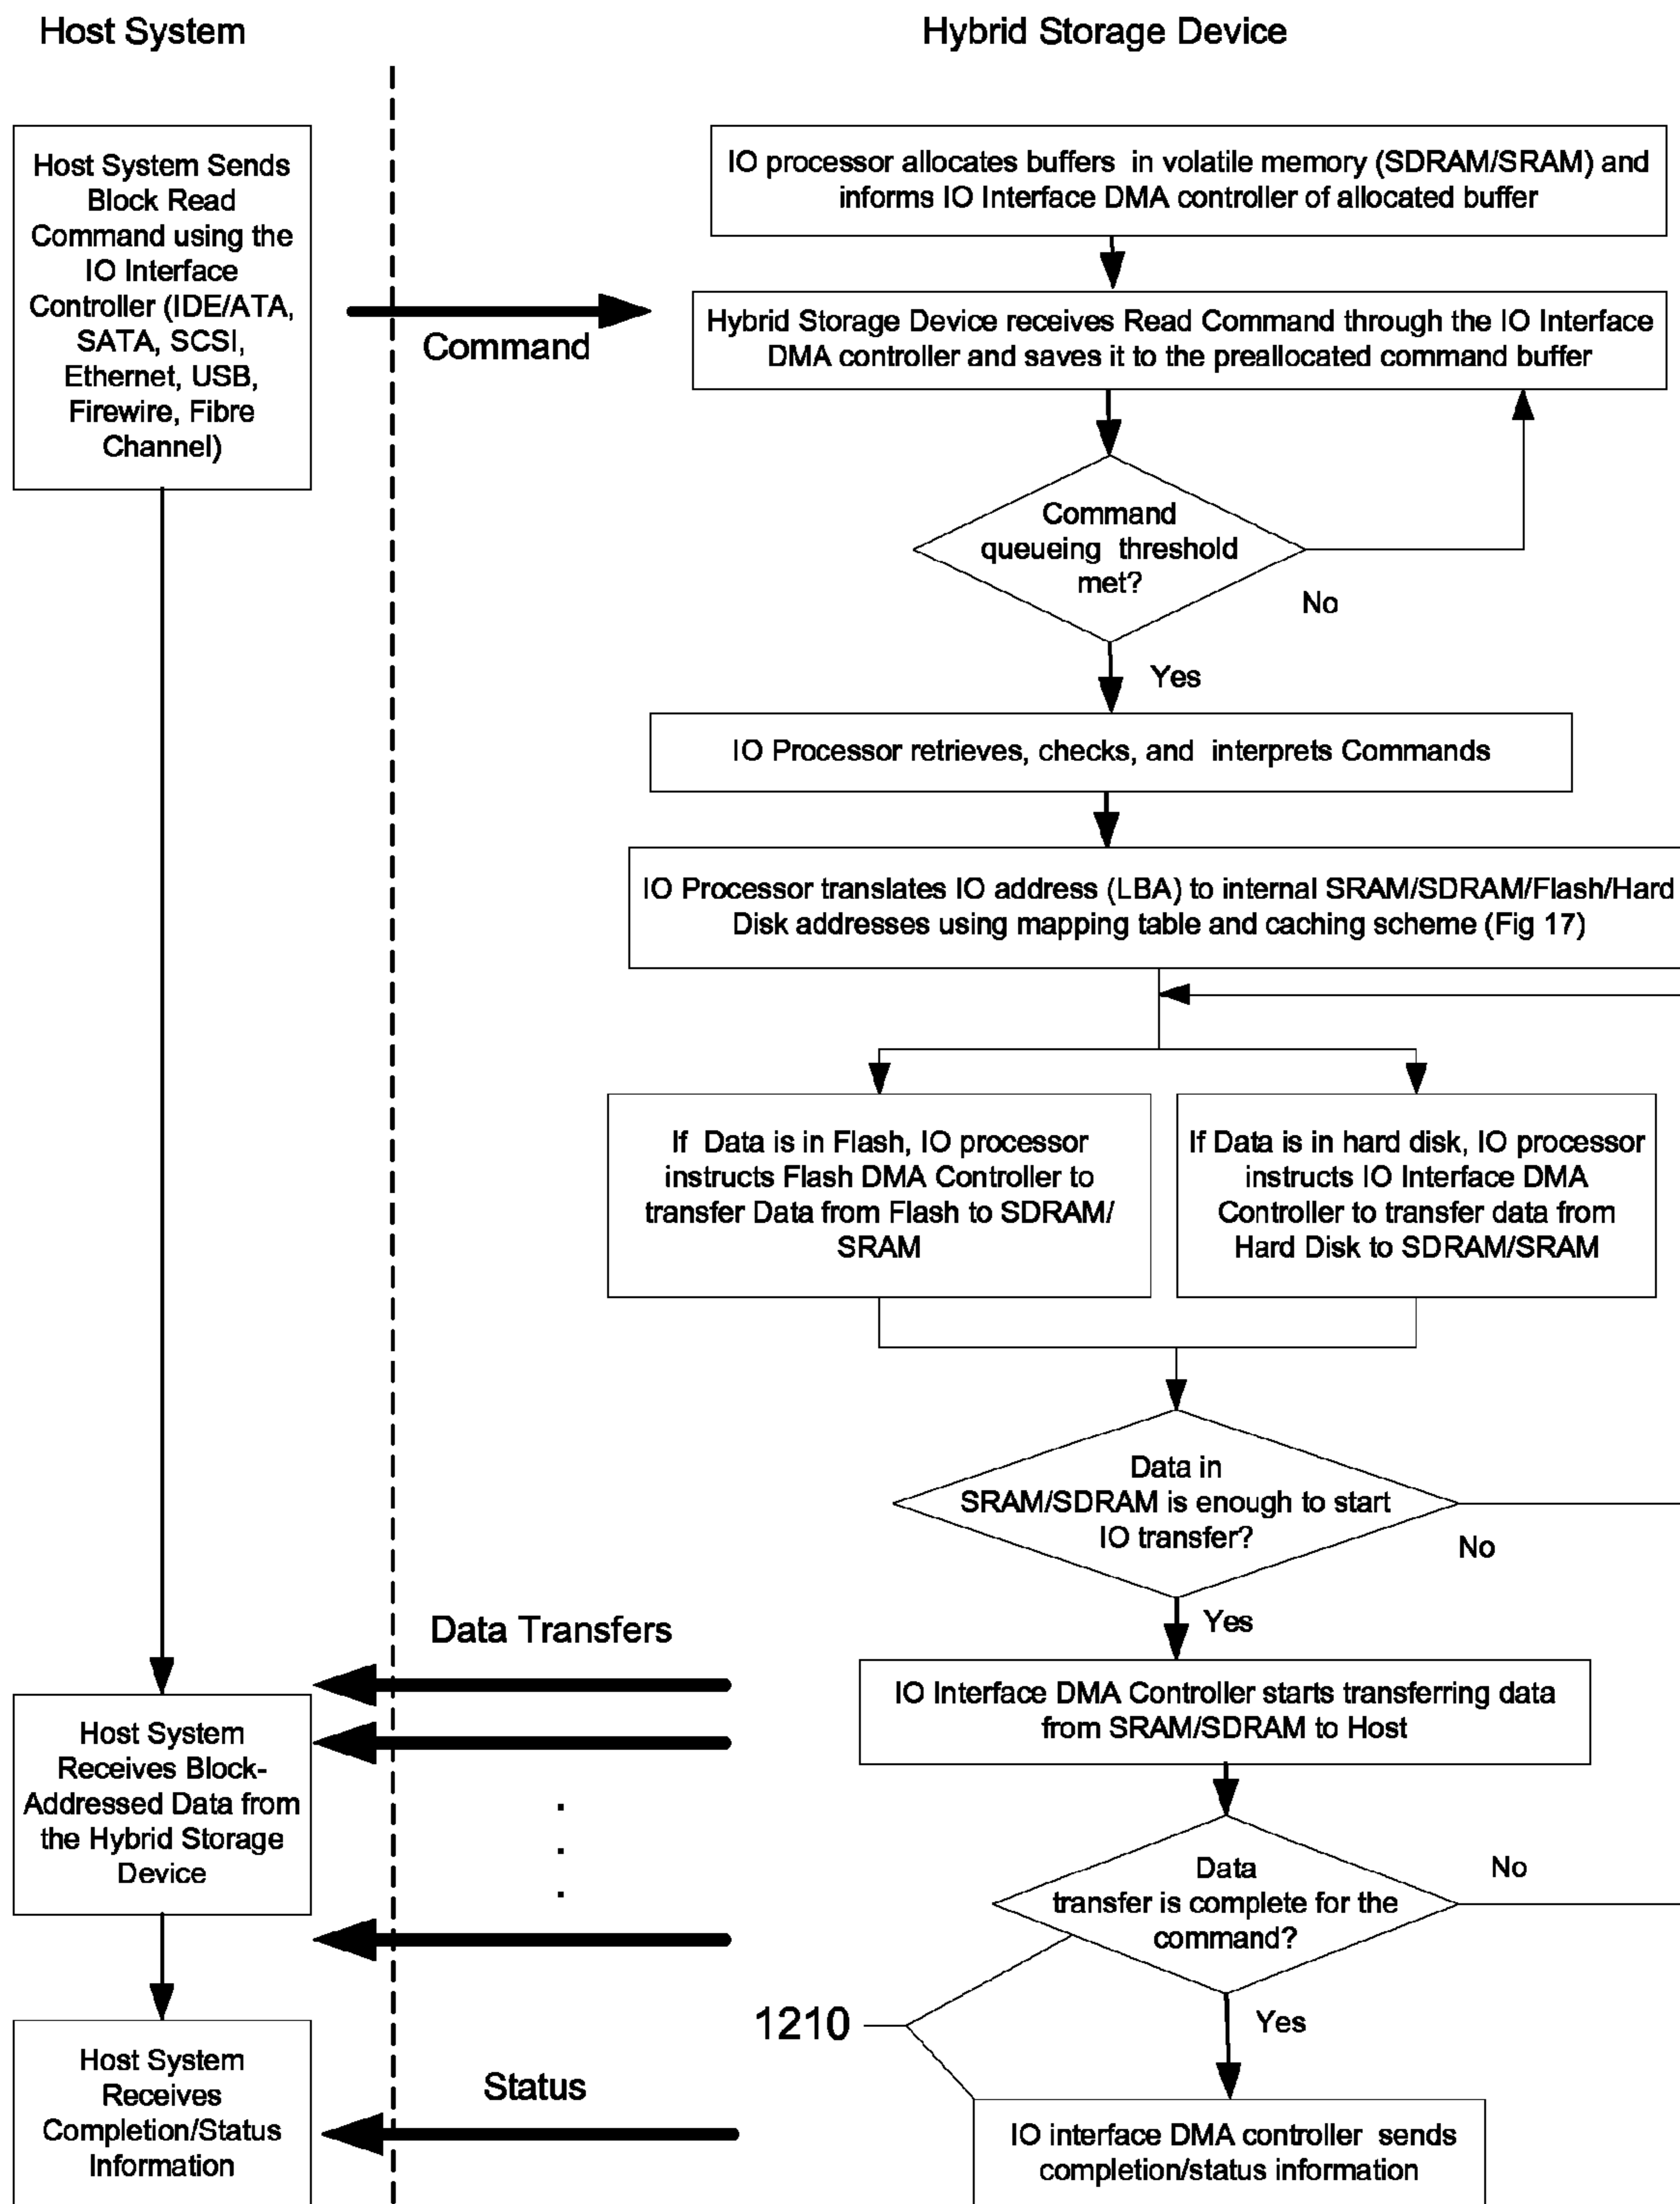 Host System
Hybrid Storage Device
Host System Sends
Block Read
Command using the
IO Interface
Controller (IDE/ATA,
SATA, SCSI,
Ethernet, USB,
Firewire, Fibre
Channel)
Command
IO processor allocates buffers in volatile memory (SDRAM/SRAM) and
informs IO Interface DMA controller of allocated buffer
Hybrid Storage Device receives Read Command through the IO Interface
DMA controller and saves it to the preallocated command buffer
Command
queueing threshold
met?
No
Yes
IO Processor retrieves, checks, and interprets Commands
IO Processor translates IO address (LBA) to internal SRAM/SDRAM/Flash/Hard
Disk addresses using mapping table and caching scheme (Fig 17)
If Data is in Flash, IO processor
instructs Flash DMA Controller to
transfer Data from Flash to SDRAM/
SRAM
If Data is in hard disk, IO processor
instructs IO Interface DMA
Controller to transfer data from
Hard Disk to SDRAM/SRAM
Data in
SRAM/SDRAM is enough to start
IO transfer?
No
Yes
Data Transfers
IO Interface DMA Controller starts transferring data
from SRAM/SDRAM to Host
Host System
Receives Block-
Addressed Data from
the Hybrid Storage
Device
.
.
.
Data
transfer is complete for the
command?
No
Yes
1210
Host System
Receives
Completion/Status
Information
Status
IO interface DMA controller sends
completion/status information